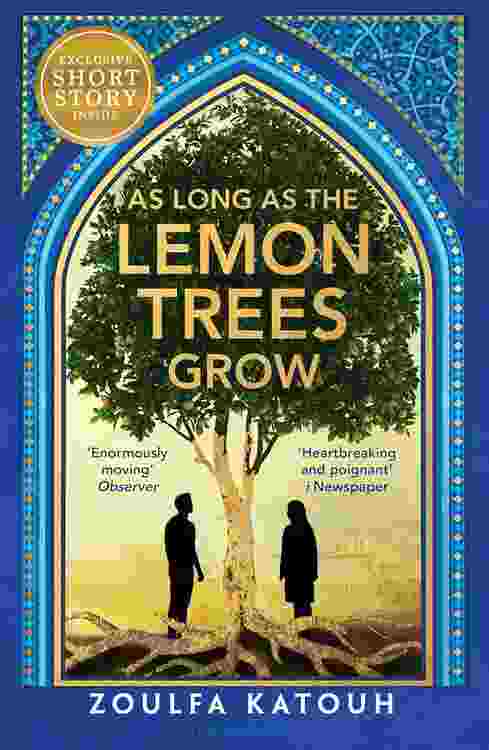 EXCLUSIVE
SHORT
STORY
INSIDE
AS LONG AS THE
LEMON
TREES
GROW
'Enormously
moving'
Observer
'Heartbreaking
and poignant'
i Newspaper
ZOULFA KATOUH